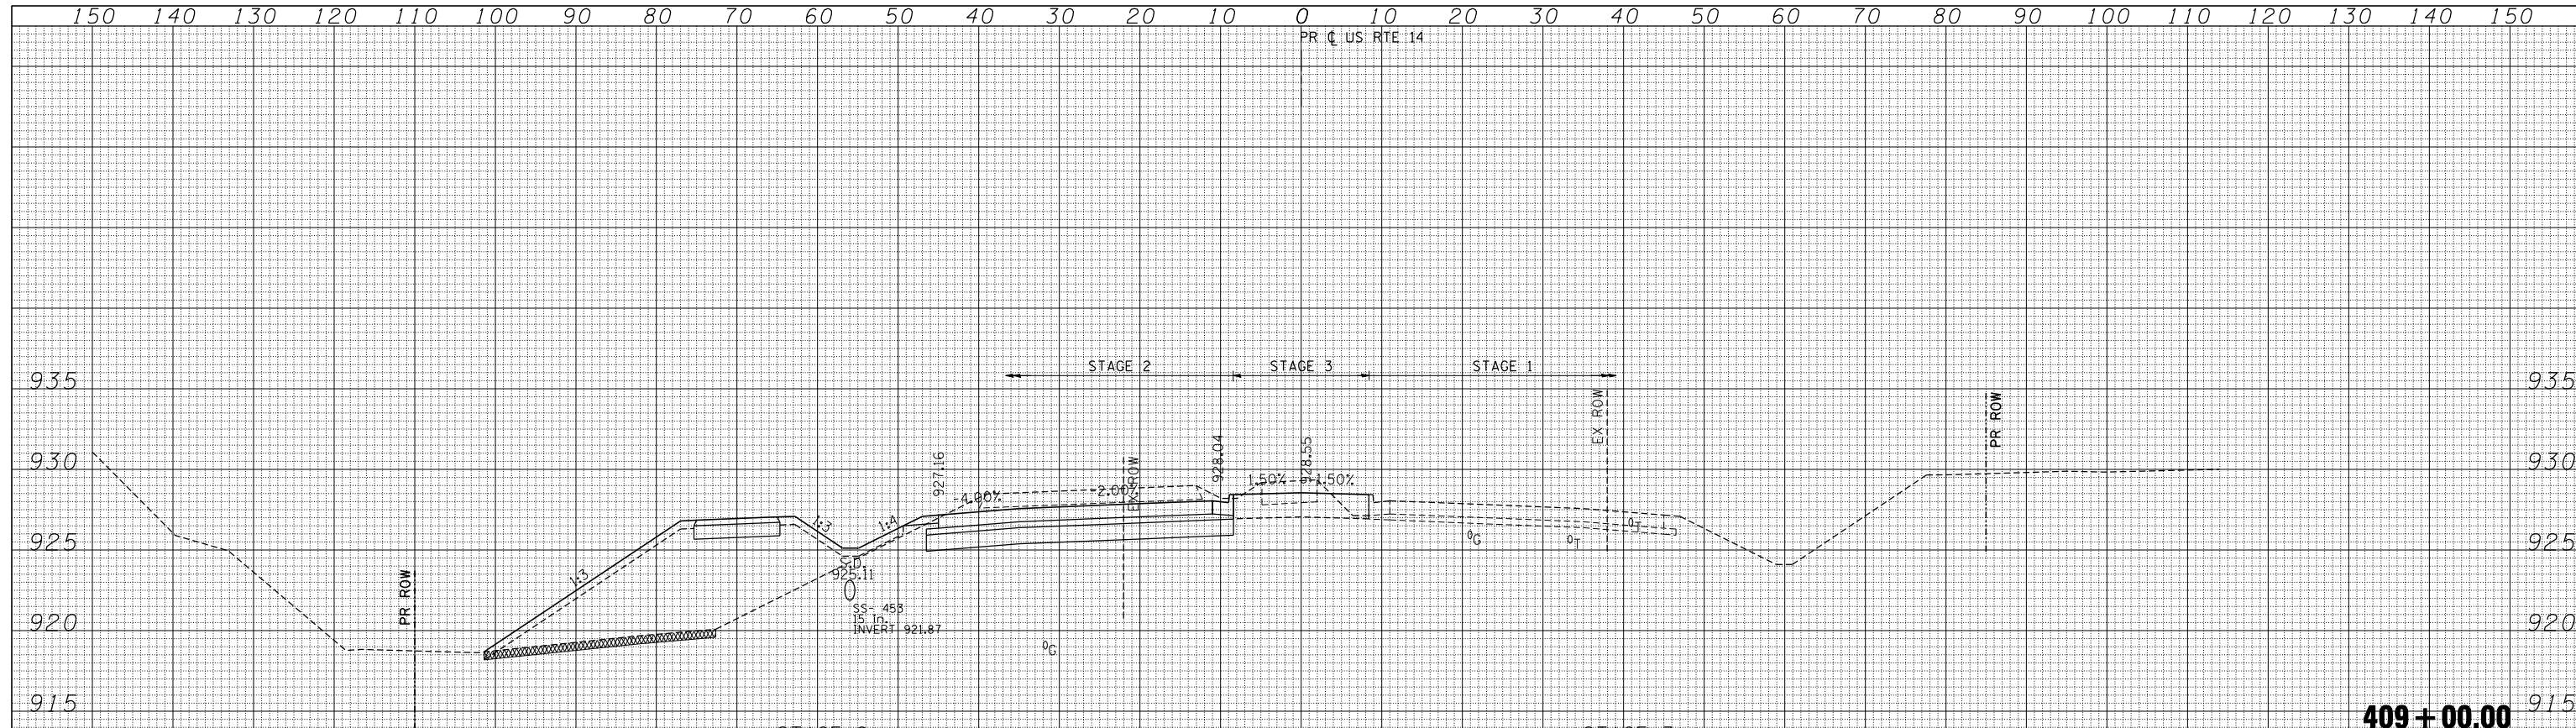 150 140 130 120 110 100 90 80 70 60 50 40 30 20 10 0 10 20 30 40 50 60 70 80 90 100 110 120 130 140 150
PR ℄ US RTE 14
STAGE 2 STAGE 3 STAGE 1
935 935
EX ROW
PR ROW
930 930
927.16
928.04
928.55
EX ROW
-4.00%
-2.00%
1.50% -1.50%
1:3
1:4
925 925
0T
0G
0T
1:3
925.11
SS- 453
15 In.
INVERT 921.87
PR ROW
920 920
0G
915 915
409 + 00.00